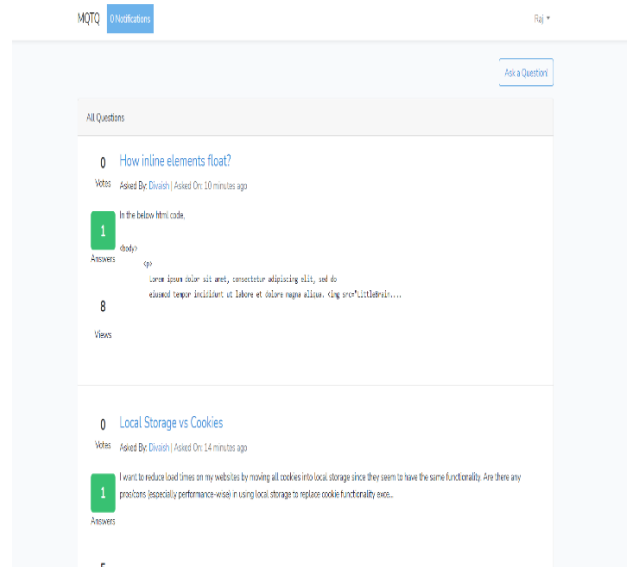 MQTQ 0 Notifications Raj
Ask a Question!
All Questions
0 How inline elements float?
Votes Asked By: Divaish | Asked On: 10 minutes ago
In the below html code,
1
<body>
Answers
<p>
Lorem ipsum dolor sit amet, consectetur adipiscing elit, sed do
eiusmod tempor incididunt ut labore et dolore magna aliqua. <img src="LittleBrain....
8
Views
0 Local Storage vs Cookies
Votes Asked By: Divaish | Asked On: 14 minutes ago
I want to reduce load times on my websites by moving all cookies into local storage since they seem to have the same functionality. Are there any
pros/cons (especially performance-wise) in using local storage to replace cookie functionality exce...
1
Answers